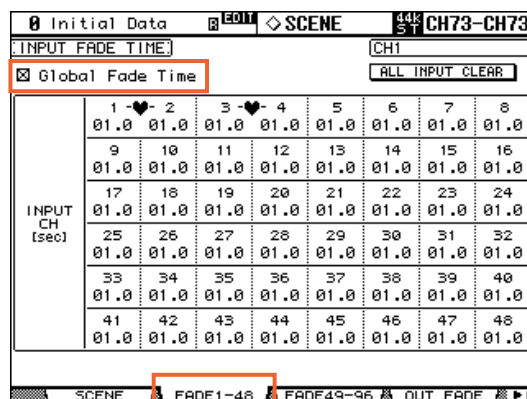 0 Initial Data EDIT ◇SCENE 44k ST CH73-CH73
INPUT FADE TIME CH1
☒ Global Fade Time ALL INPUT CLEAR
1 -♥- 2 3 -♥- 4 5 6 7 8
01.0 01.0 01.0 01.0 01.0 01.0 01.0 01.0
9 10 11 12 13 14 15 16
01.0 01.0 01.0 01.0 01.0 01.0 01.0 01.0
17 18 19 20 21 22 23 24
INPUT CH [sec] 01.0 01.0 01.0 01.0 01.0 01.0 01.0 01.0
25 26 27 28 29 30 31 32
01.0 01.0 01.0 01.0 01.0 01.0 01.0 01.0
33 34 35 36 37 38 39 40
01.0 01.0 01.0 01.0 01.0 01.0 01.0 01.0
41 42 43 44 45 46 47 48
01.0 01.0 01.0 01.0 01.0 01.0 01.0 01.0
SCENE FADE1-48 FADE49-96 OUT FADE